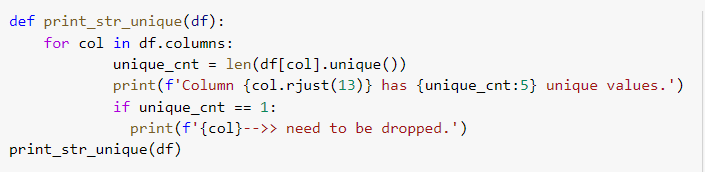 def print_str_unique(df):
    for col in df.columns:
            unique_cnt = len(df[col].unique())
            print(f'Column {col.rjust(13)} has {unique_cnt:5} unique values.')
            if unique_cnt == 1:
              print(f'{col}-->> need to be dropped.')
print_str_unique(df)